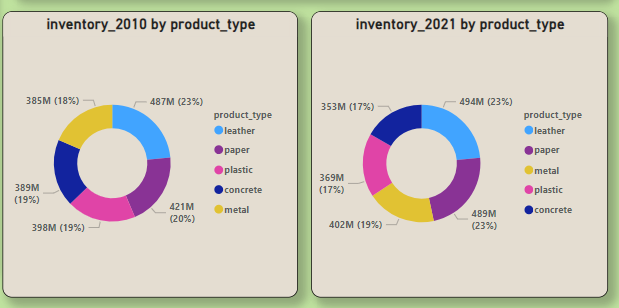 inventory_2010 by product_type
385M (18%)
487M (23%)
389M
(19%)
398M (19%)
421M
(20%)
product_type
leather
paper
plastic
concrete
metal
inventory_2021 by product_type
353M (17%)
494M (23%)
369M
(17%)
402M (19%)
489M
(23%)
product_type
leather
paper
metal
plastic
concrete